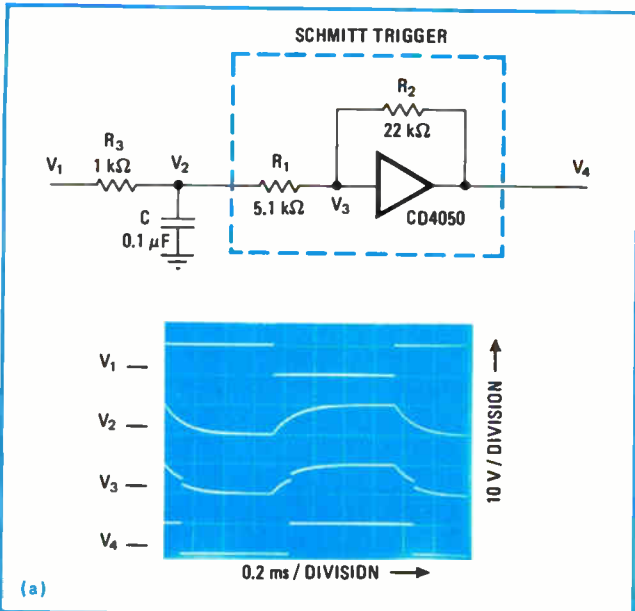 SCHMITT TRIGGER
R₂
22 kΩ
R₃
1 kΩ
V₁
V₂
R₁
5.1 kΩ
V₃
V₄
C
0.1 μF
CD4050
V₁ —
V₂ —
V₃ —
V₄ —
10 V / DIVISION →
0.2 ms / DIVISION →
(a)